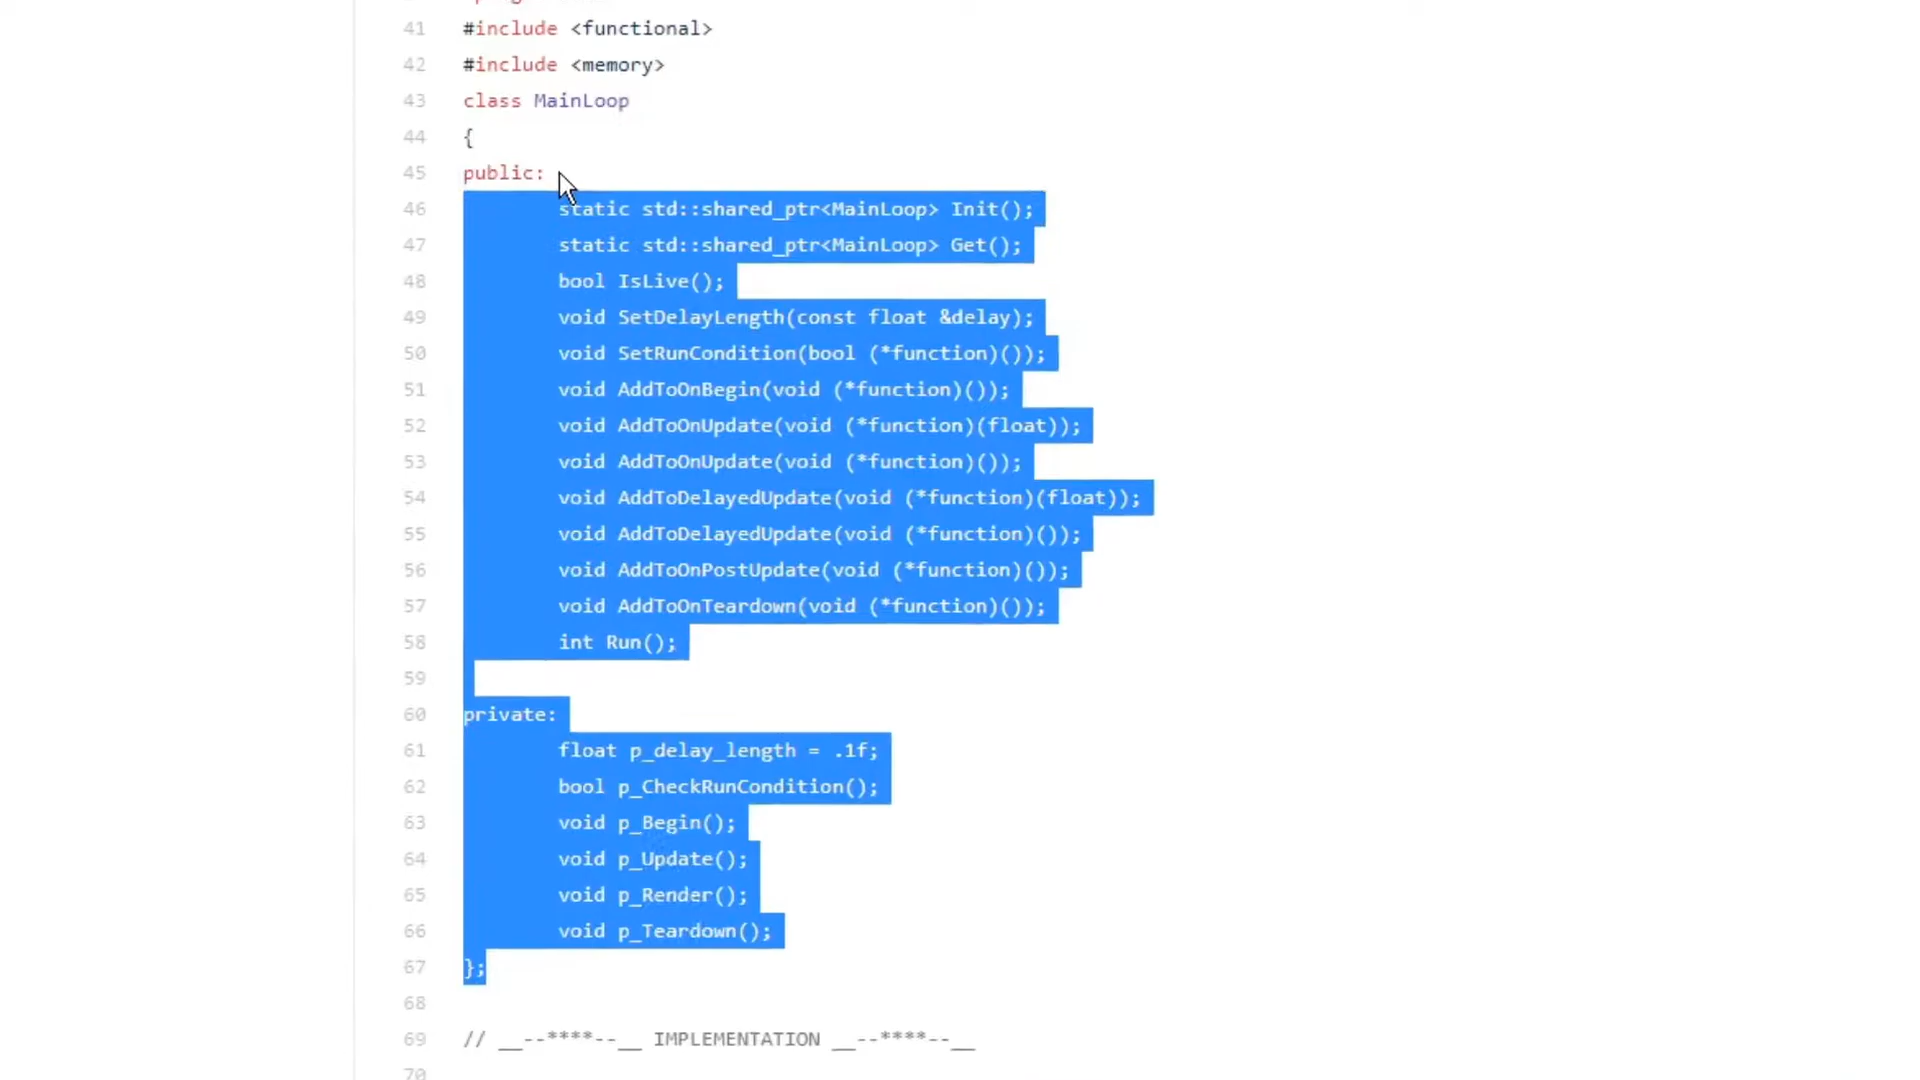 41 #include <functional>
42 #include <memory>
43 class MainLoop
44 {
45 public:
46 static std::shared_ptr<MainLoop> Init();
47 static std::shared_ptr<MainLoop> Get();
48 bool IsLive();
49 void SetDelayLength(const float &delay);
50 void SetRunCondition(bool (*function)());
51 void AddToOnBegin(void (*function)());
52 void AddToOnUpdate(void (*function)(float));
53 void AddToOnUpdate(void (*function)());
54 void AddToDelayedUpdate(void (*function)(float));
55 void AddToDelayedUpdate(void (*function)());
56 void AddToOnPostUpdate(void (*function)());
57 void AddToOnTeardown(void (*function)());
58 int Run();
59
60 private:
61 float p_delay_length = .1f;
62 bool p_CheckRunCondition();
63 void p_Begin();
64 void p_Update();
65 void p_Render();
66 void p_Teardown();
67 };
68
69 // __--****--__ IMPLEMENTATION __--****--__
70